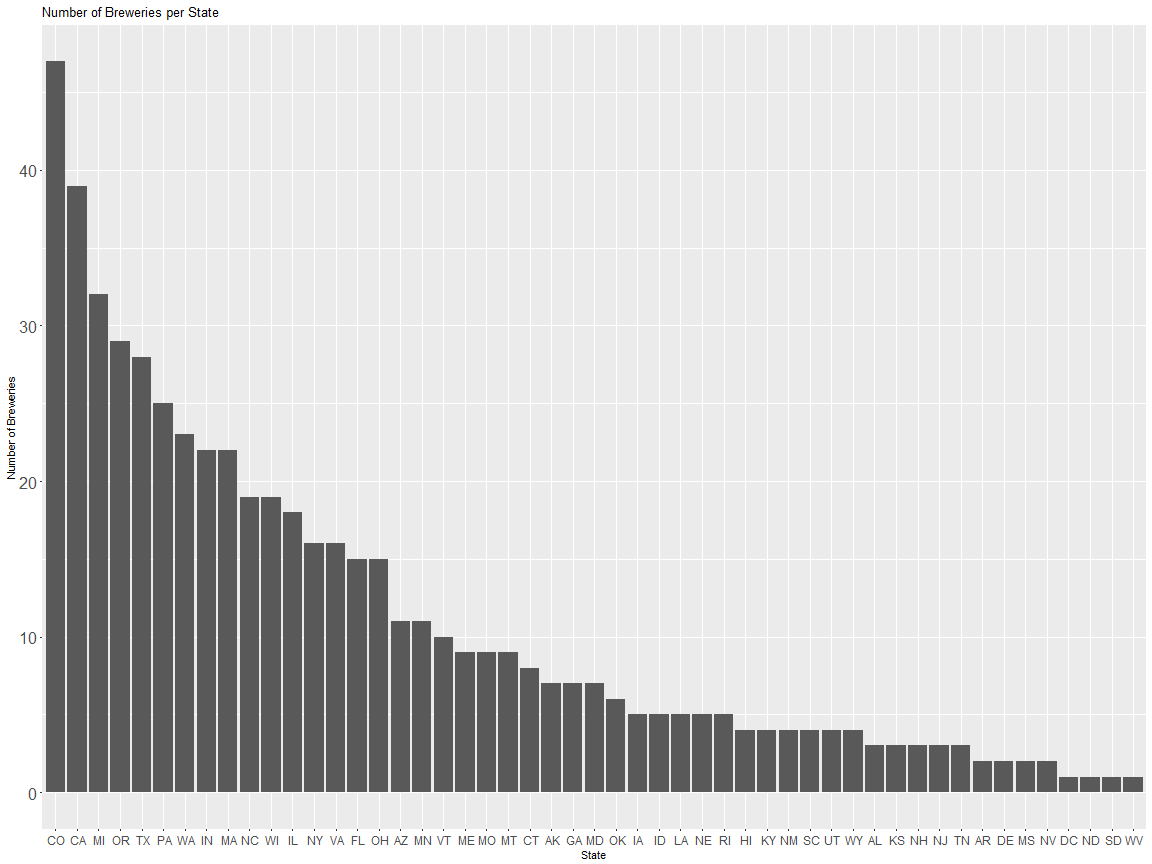 Number of Breweries per State
Number of Breweries
40
30
20
10
0
CO CA MI OR TX PA WA IN MA NC WI IL NY VA FL OH AZ MN VT ME MO MT CT AK GA MD OK IA ID LA NE RI HI KY NM SC UT WY AL KS NH NJ TN AR DE MS NV DC ND SD WV
State